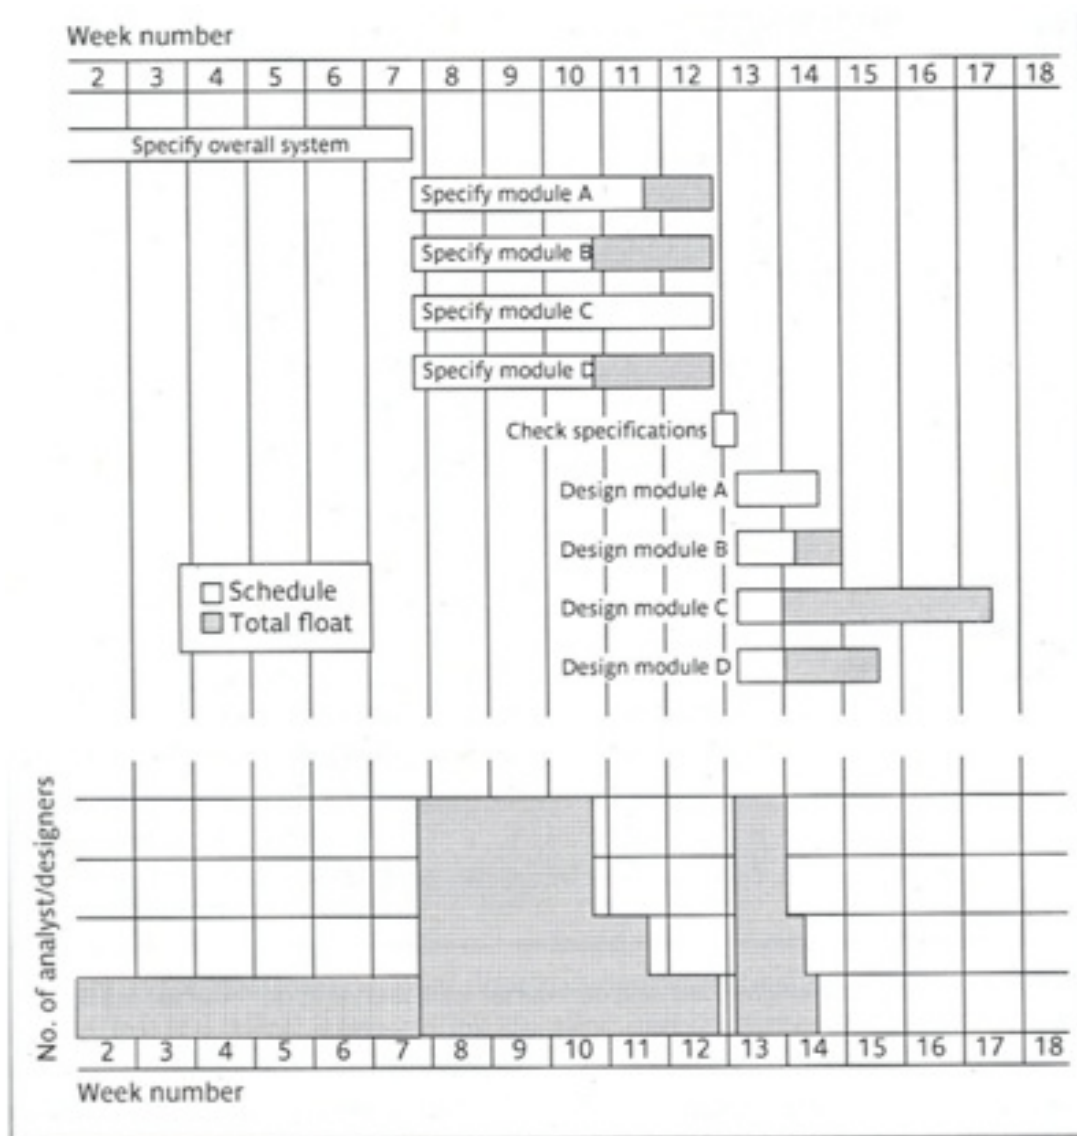 Week number
2 3 4 5 6 7 8 9 10 11 12 13 14 15 16 17 18
Specify overall system
Specify module A
Specify module B
Specify module C
Specify module D
Check specifications
Design module A
Design module B
Design module C
Design module D
Schedule
Total float
No. of analyst/designers
2 3 4 5 6 7 8 9 10 11 12 13 14 15 16 17 18
Week number